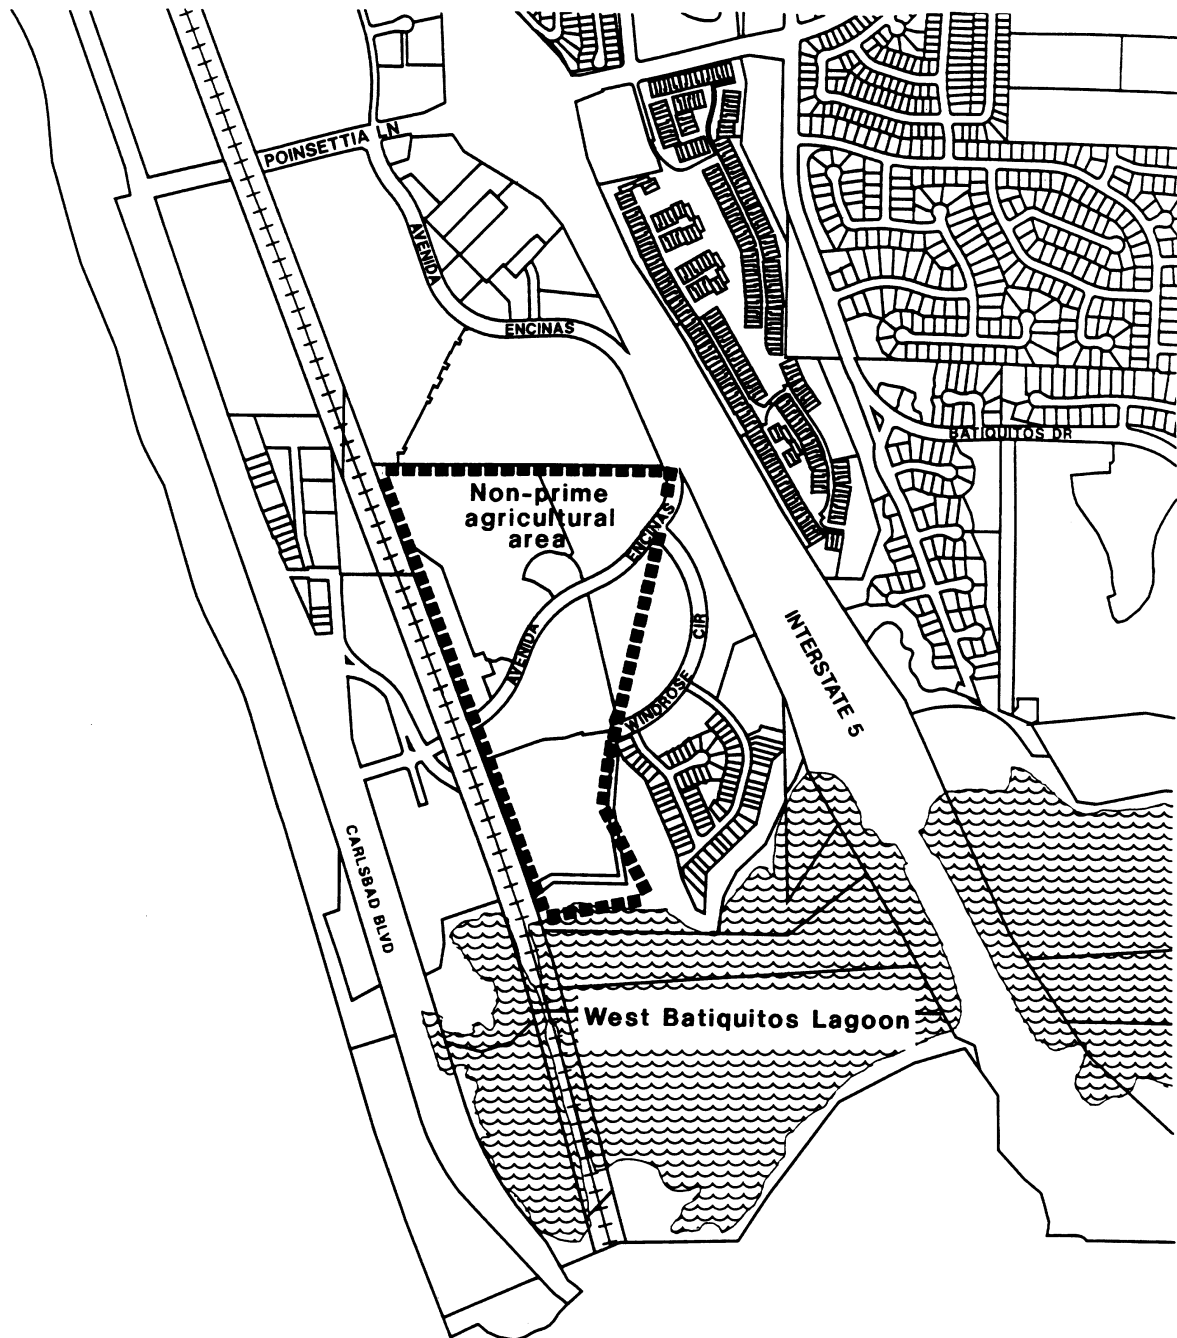 POINSETTIA LN
AVENIDA
ENCINAS
BATIQUITOS DR
Non-prime
agricultural
area
ENCINAS
AVENIDA
CIR
WINDROSE
INTERSTATE 5
CARLSBAD BLVD
West Batiquitos Lagoon